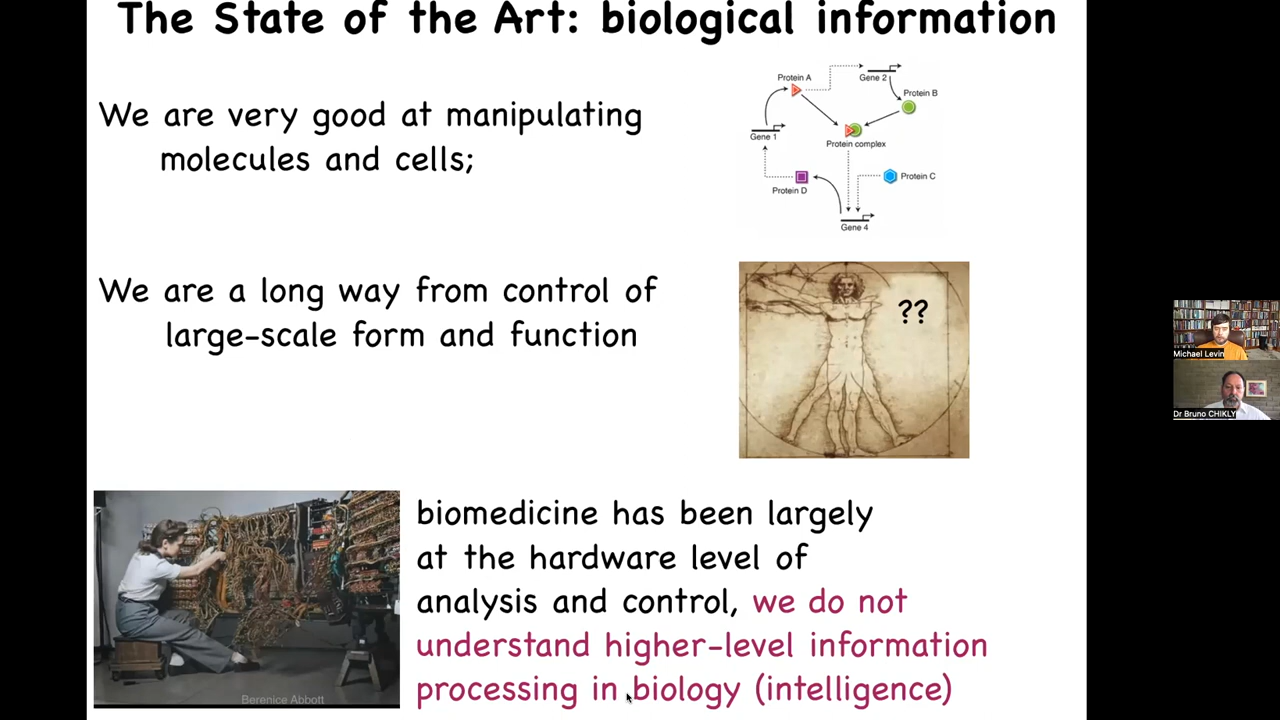 The State of the Art: biological information
We are very good at manipulating
molecules and cells;
Protein A
Gene 2
Protein B
Gene 1
Protein complex
Protein D
Protein C
Gene 4
We are a long way from control of
large-scale form and function
??
biomedicine has been largely
at the hardware level of
analysis and control, we do not
understand higher-level information
processing in biology (intelligence)
Berenice Abbott
Michael Levin
Dr Bruno CHIKLY